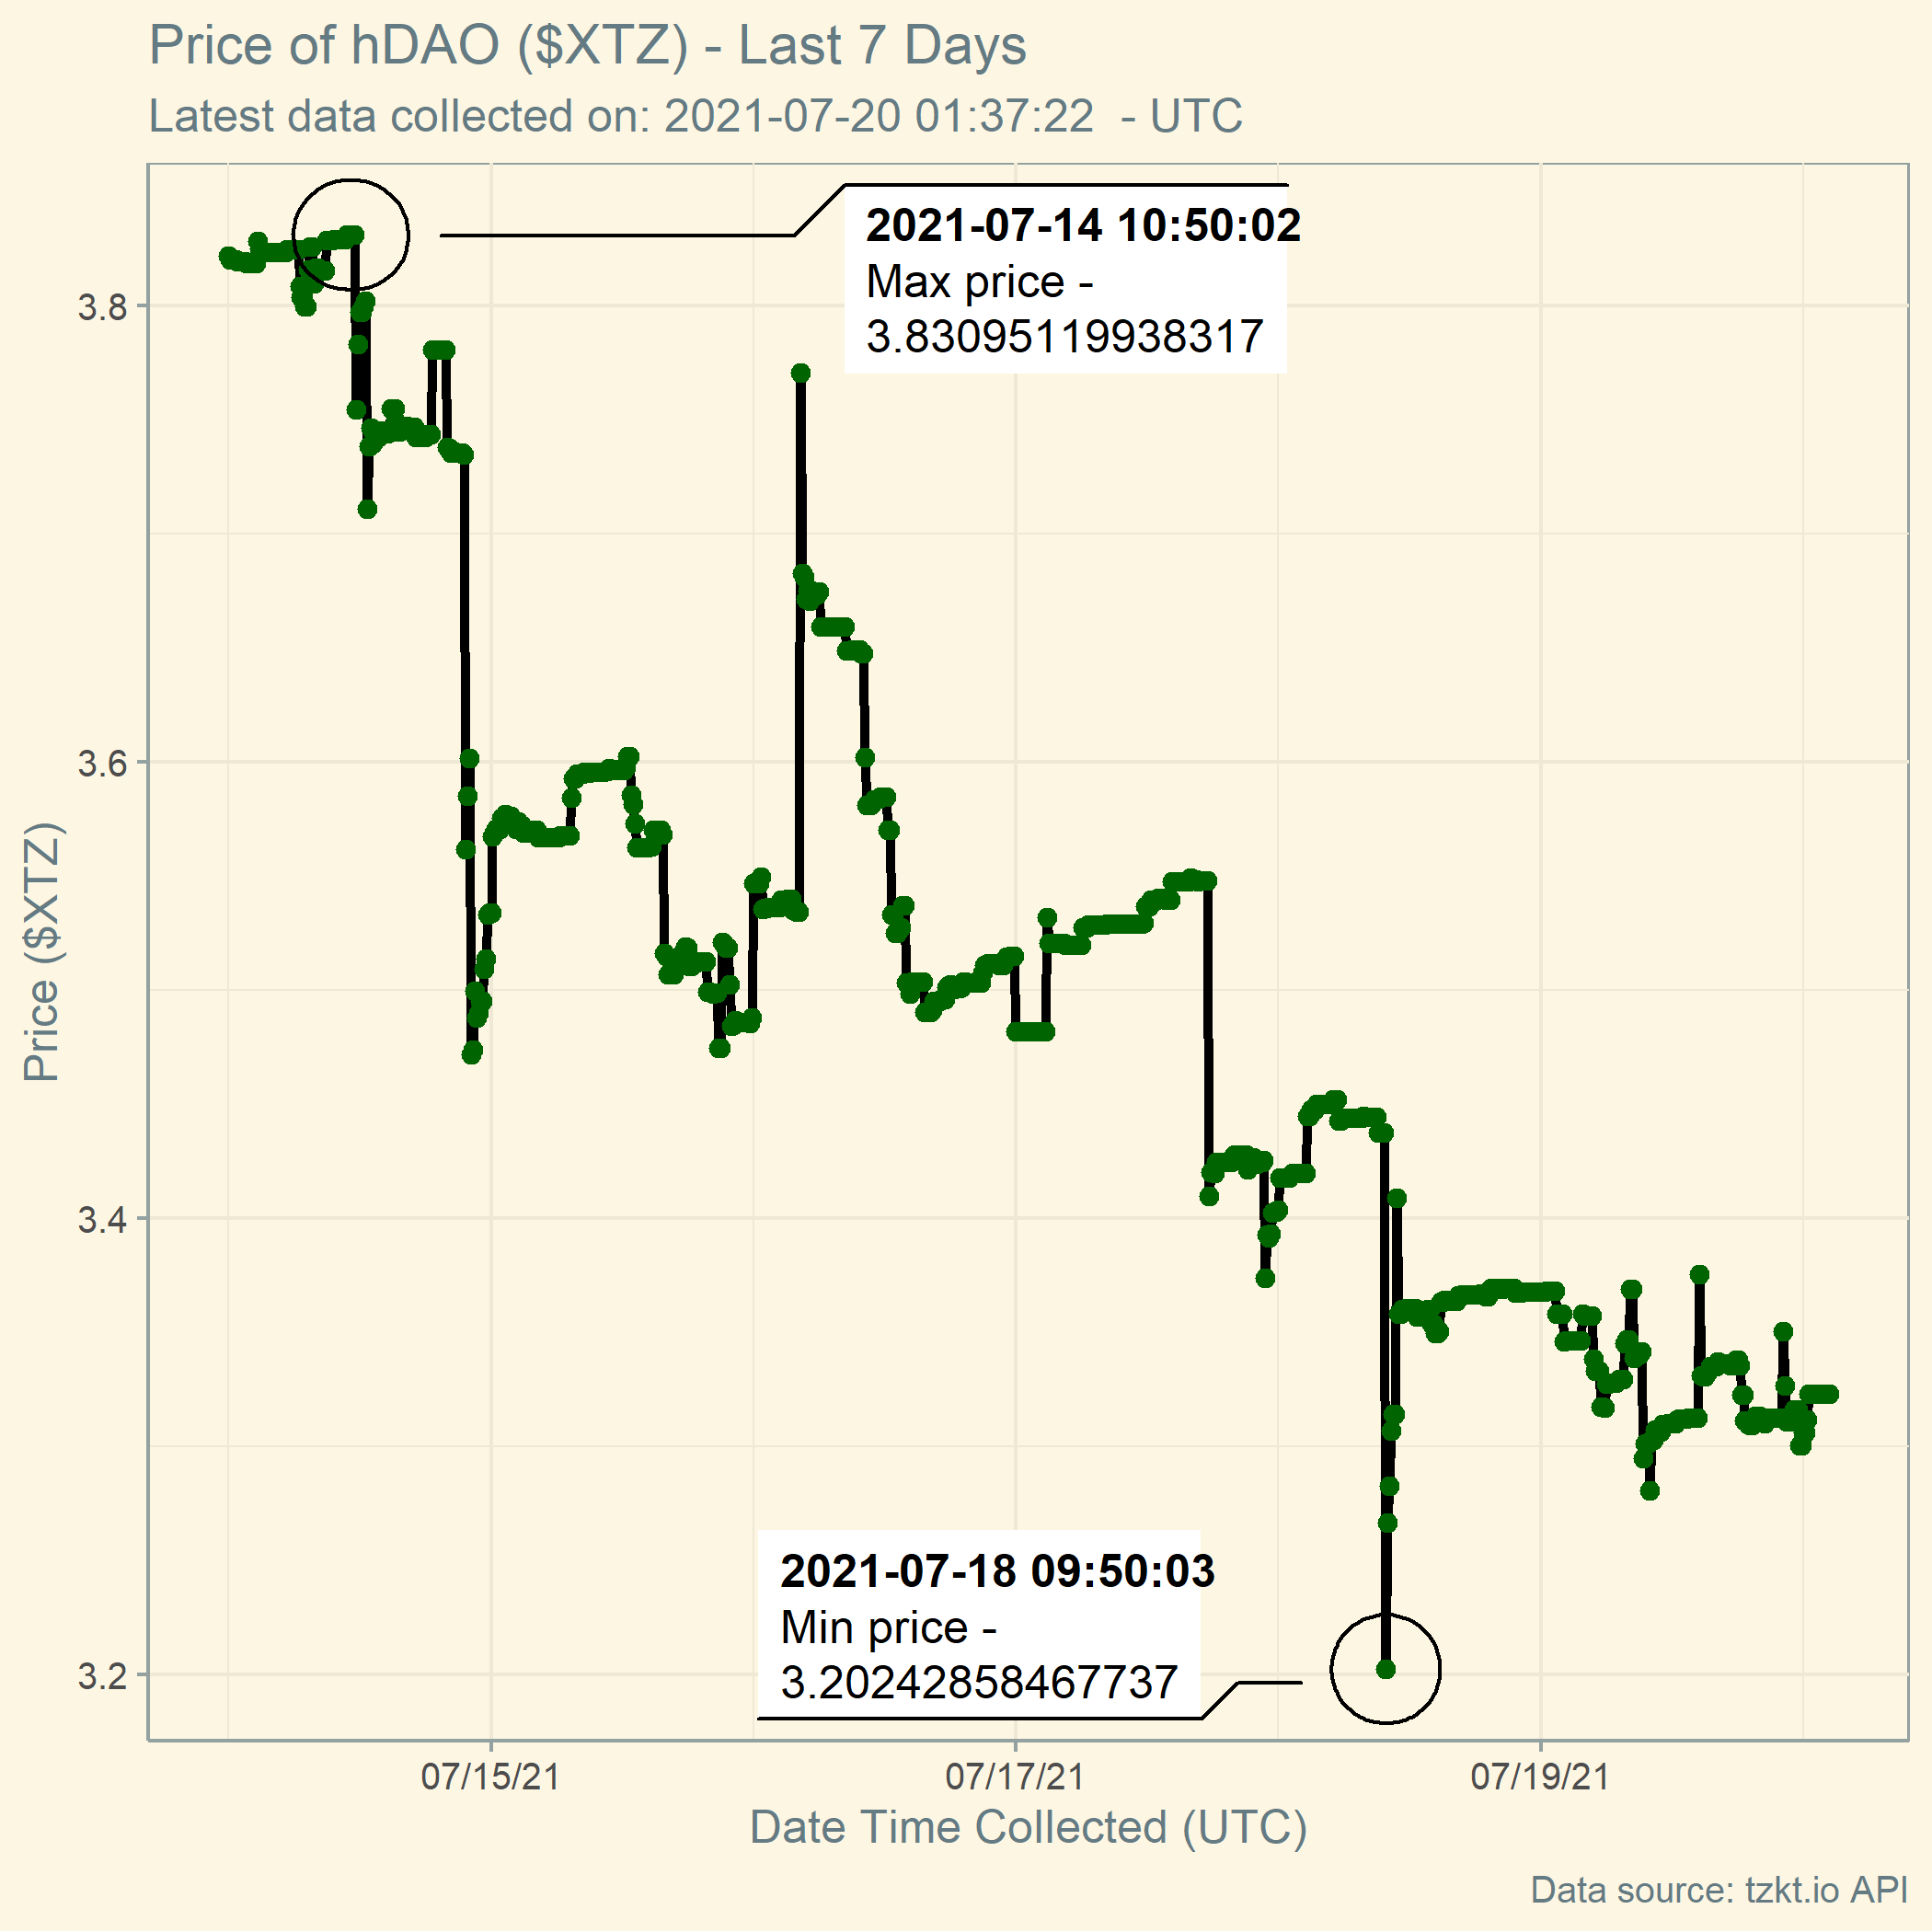 Price of hDAO ($XTZ) - Last 7 Days
Latest data collected on: 2021-07-20 01:37:22 - UTC
2021-07-14 10:50:02
Max price -
3.83095119938317
3.8
3.6
3.4
3.2
Price ($XTZ)
2021-07-18 09:50:03
Min price -
3.20242858467737
07/15/21
07/17/21
07/19/21
Date Time Collected (UTC)
Data source: tzkt.io API